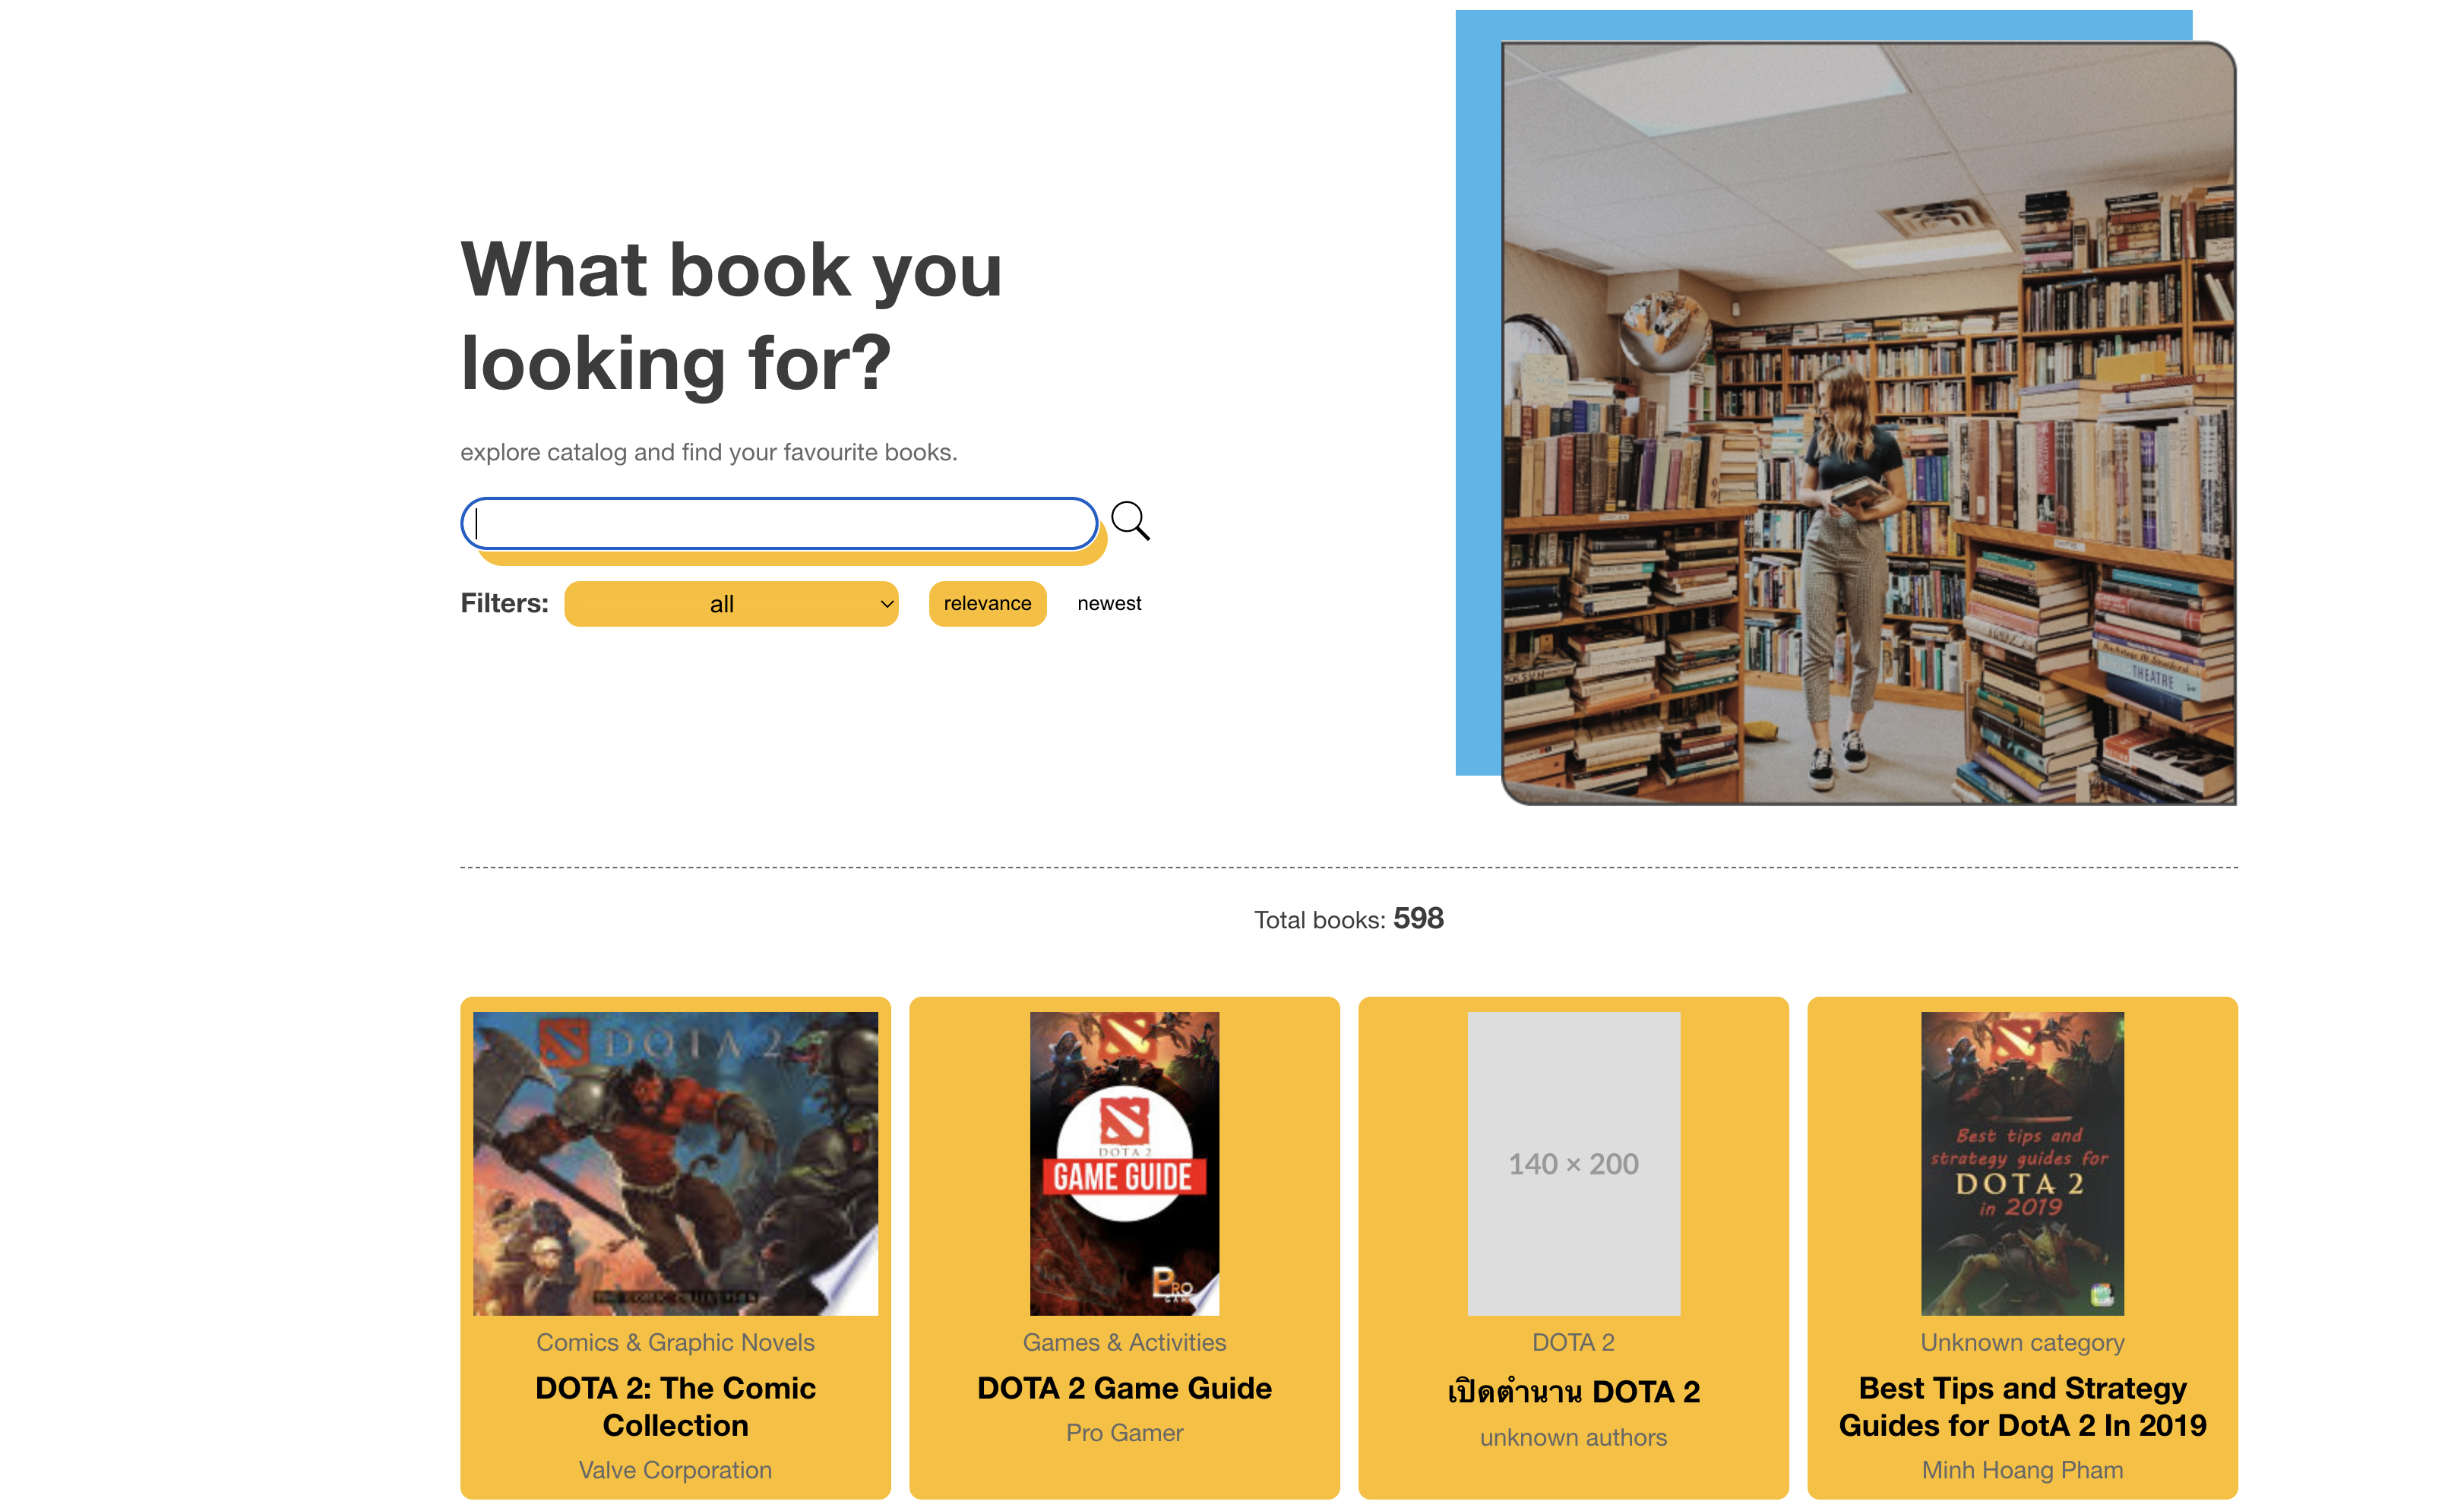 What book you
looking for?
explore catalog and find your favourite books.
Filters:
all
relevance
newest
THEATRE
Total books: 598
DOTA 2
DOTA 2
GAME GUIDE
PRO
GAM
140 × 200
Best tips and
strategy guides for
DOTA 2
in 2019
Comics & Graphic Novels
DOTA 2: The Comic
Collection
Valve Corporation
Games & Activities
DOTA 2 Game Guide
Pro Gamer
DOTA 2
เปิดตำนาน DOTA 2
unknown authors
Unknown category
Best Tips and Strategy
Guides for DotA 2 In 2019
Minh Hoang Pham